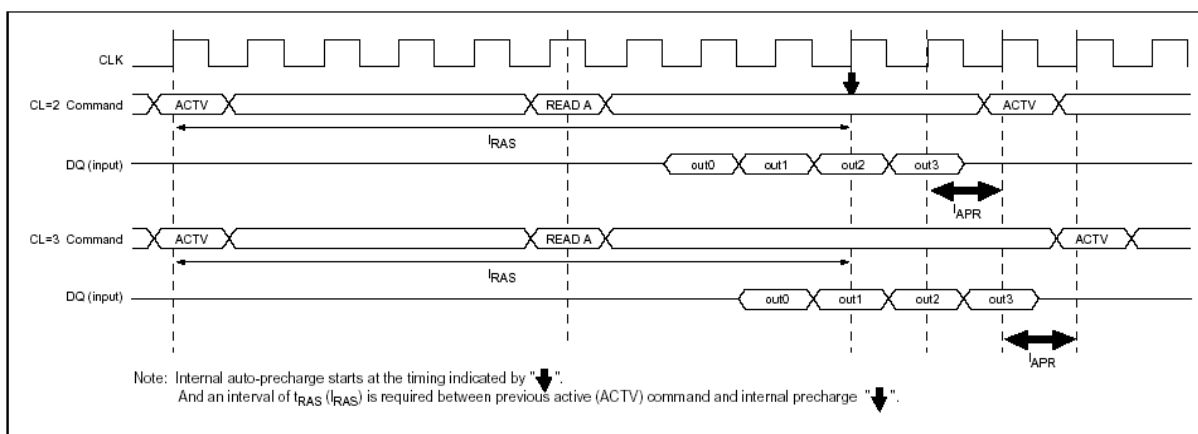 CLK
CL=2 Command
ACTV
READ A
ACTV
lRAS
DQ (input)
out0
out1
out2
out3
lAPR
CL=3 Command
ACTV
READ A
ACTV
lRAS
DQ (input)
out0
out1
out2
out3
lAPR
Note: Internal auto-precharge starts at the timing indicated by " ".
And an interval of tRAS (lRAS) is required between previous active (ACTV) command and internal precharge " ".